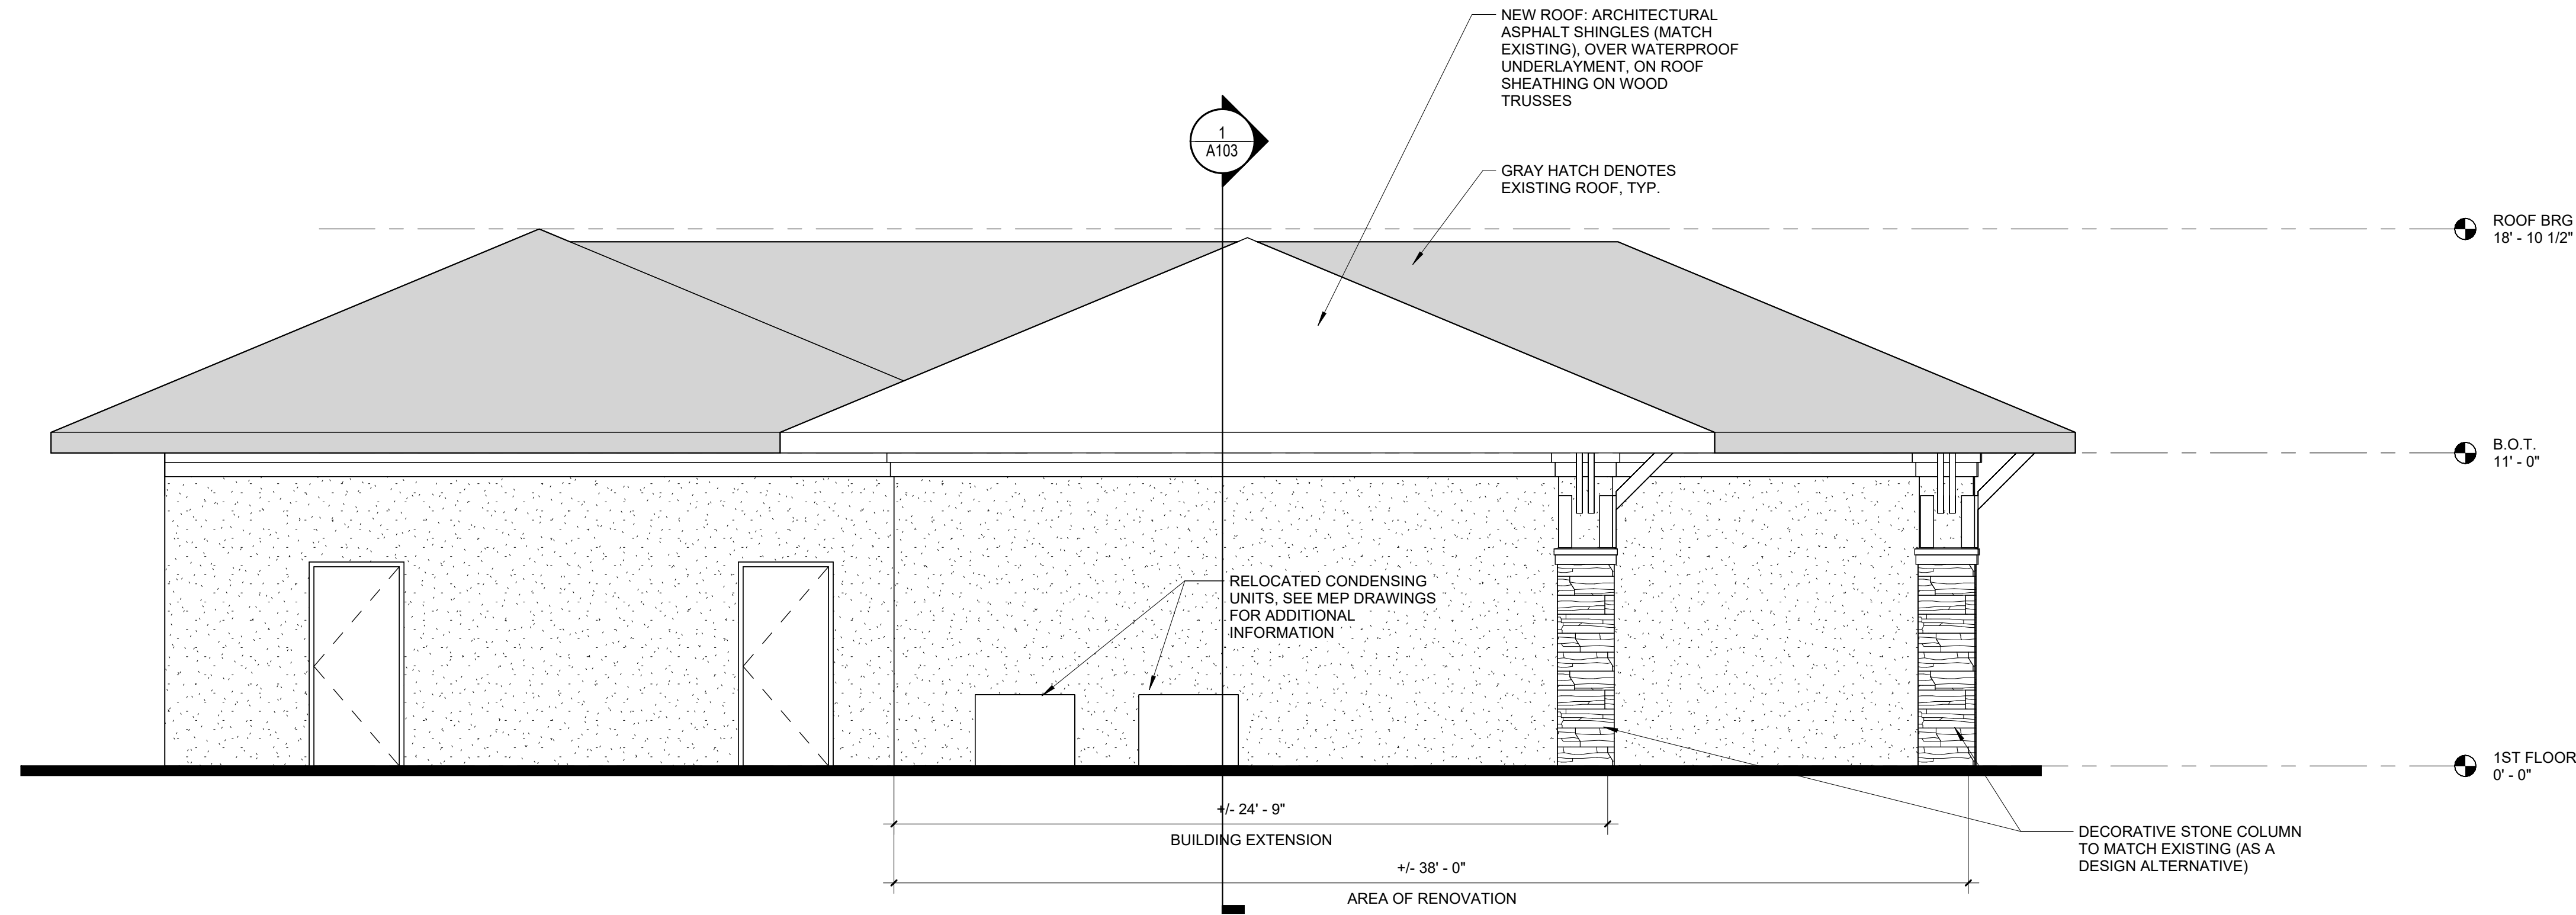 NEW ROOF: ARCHITECTURAL
ASPHALT SHINGLES (MATCH
EXISTING), OVER WATERPROOF
UNDERLAYMENT, ON ROOF
SHEATHING ON WOOD
TRUSSES
1
A103
GRAY HATCH DENOTES
EXISTING ROOF, TYP.
ROOF BRG
18' - 10 1/2"
B.O.T.
11' - 0"
RELOCATED CONDENSING
UNITS, SEE MEP DRAWINGS
FOR ADDITIONAL
INFORMATION
1ST FLOOR
0' - 0"
+/- 24' - 9"
BUILDING EXTENSION
DECORATIVE STONE COLUMN
TO MATCH EXISTING (AS A
DESIGN ALTERNATIVE)
+/- 38' - 0"
AREA OF RENOVATION